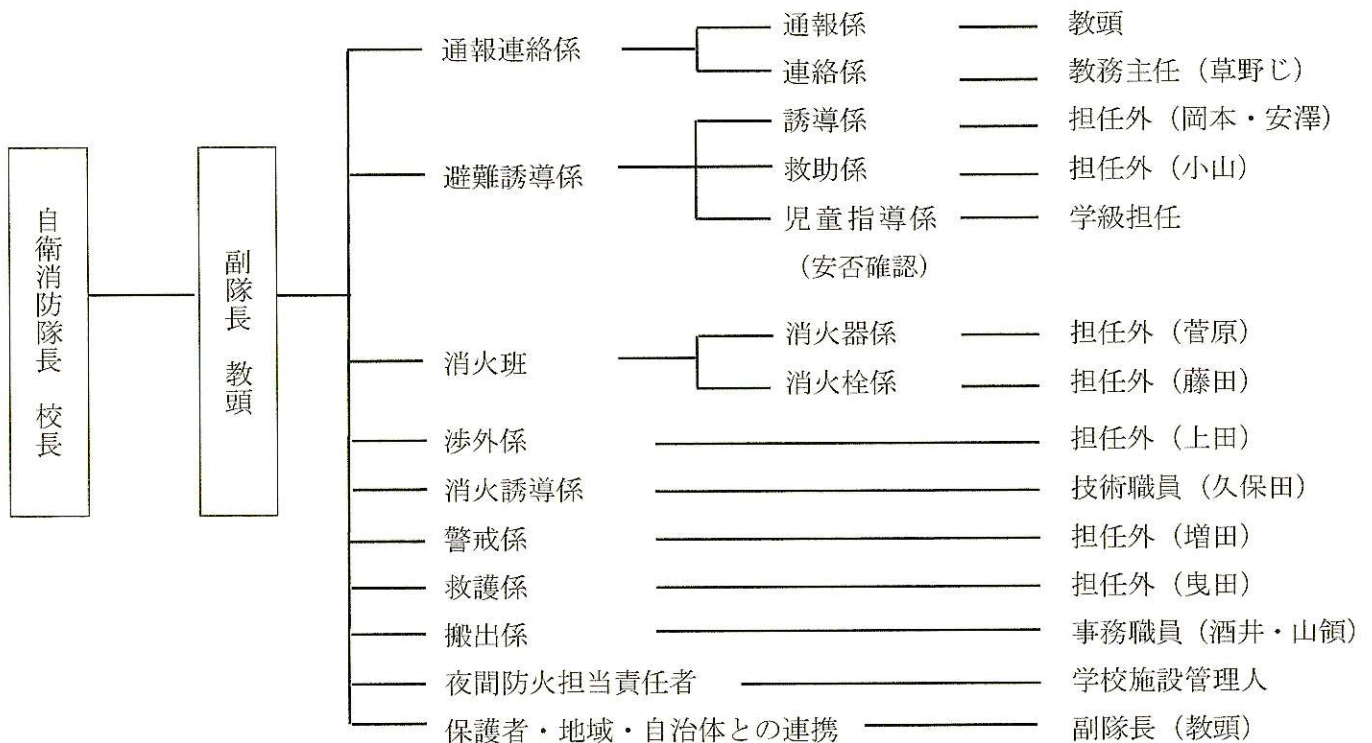 自衛消防隊長 校長
副隊長 教頭
通報連絡係
通報係 教頭
連絡係 教務主任(草野じ)
避難誘導係
誘導係 担任外(岡本・安澤)
救助係 担任外(小山)
児童指導係 学級担任
(安否確認)
消火班
消火器係 担任外(菅原)
消火栓係 担任外(藤田)
渉外係 担任外(上田)
消火誘導係 技術職員(久保田)
警戒係 担任外(増田)
救護係 担任外(曳田)
搬出係 事務職員(酒井・山領)
夜間防火担当責任者 学校施設管理人
保護者・地域・自治体との連携 副隊長(教頭)